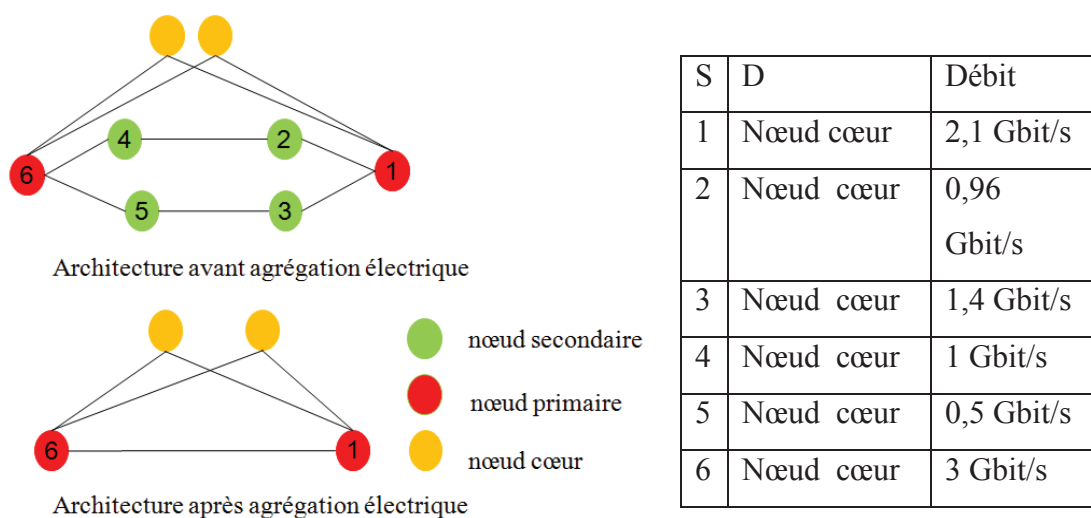 4
2
6
1
5
3
Architecture avant agrégation électrique
nœud secondaire
nœud primaire
6
1
nœud cœur
Architecture après agrégation électrique
S D Débit
1 Nœud cœur 2,1 Gbit/s
2 Nœud cœur 0,96
Gbit/s
3 Nœud cœur 1,4 Gbit/s
4 Nœud cœur 1 Gbit/s
5 Nœud cœur 0,5 Gbit/s
6 Nœud cœur 3 Gbit/s